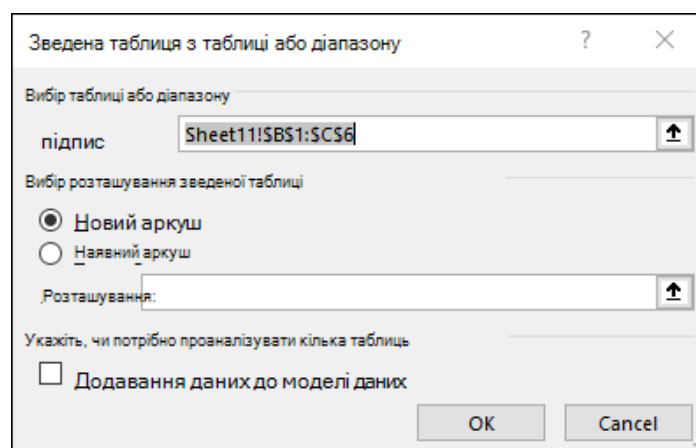 Зведена таблиця з таблиці або діапазону ?
Вибір таблиці або діапазону
підпис Sheet11!$B$1:$C$6
Вибір розташування зведеної таблиці
Новий аркуш
Наявний аркуш
Розташування:
Укажіть, чи потрібно проаналізувати кілька таблиць
Додавання даних до моделі даних
OK Cancel